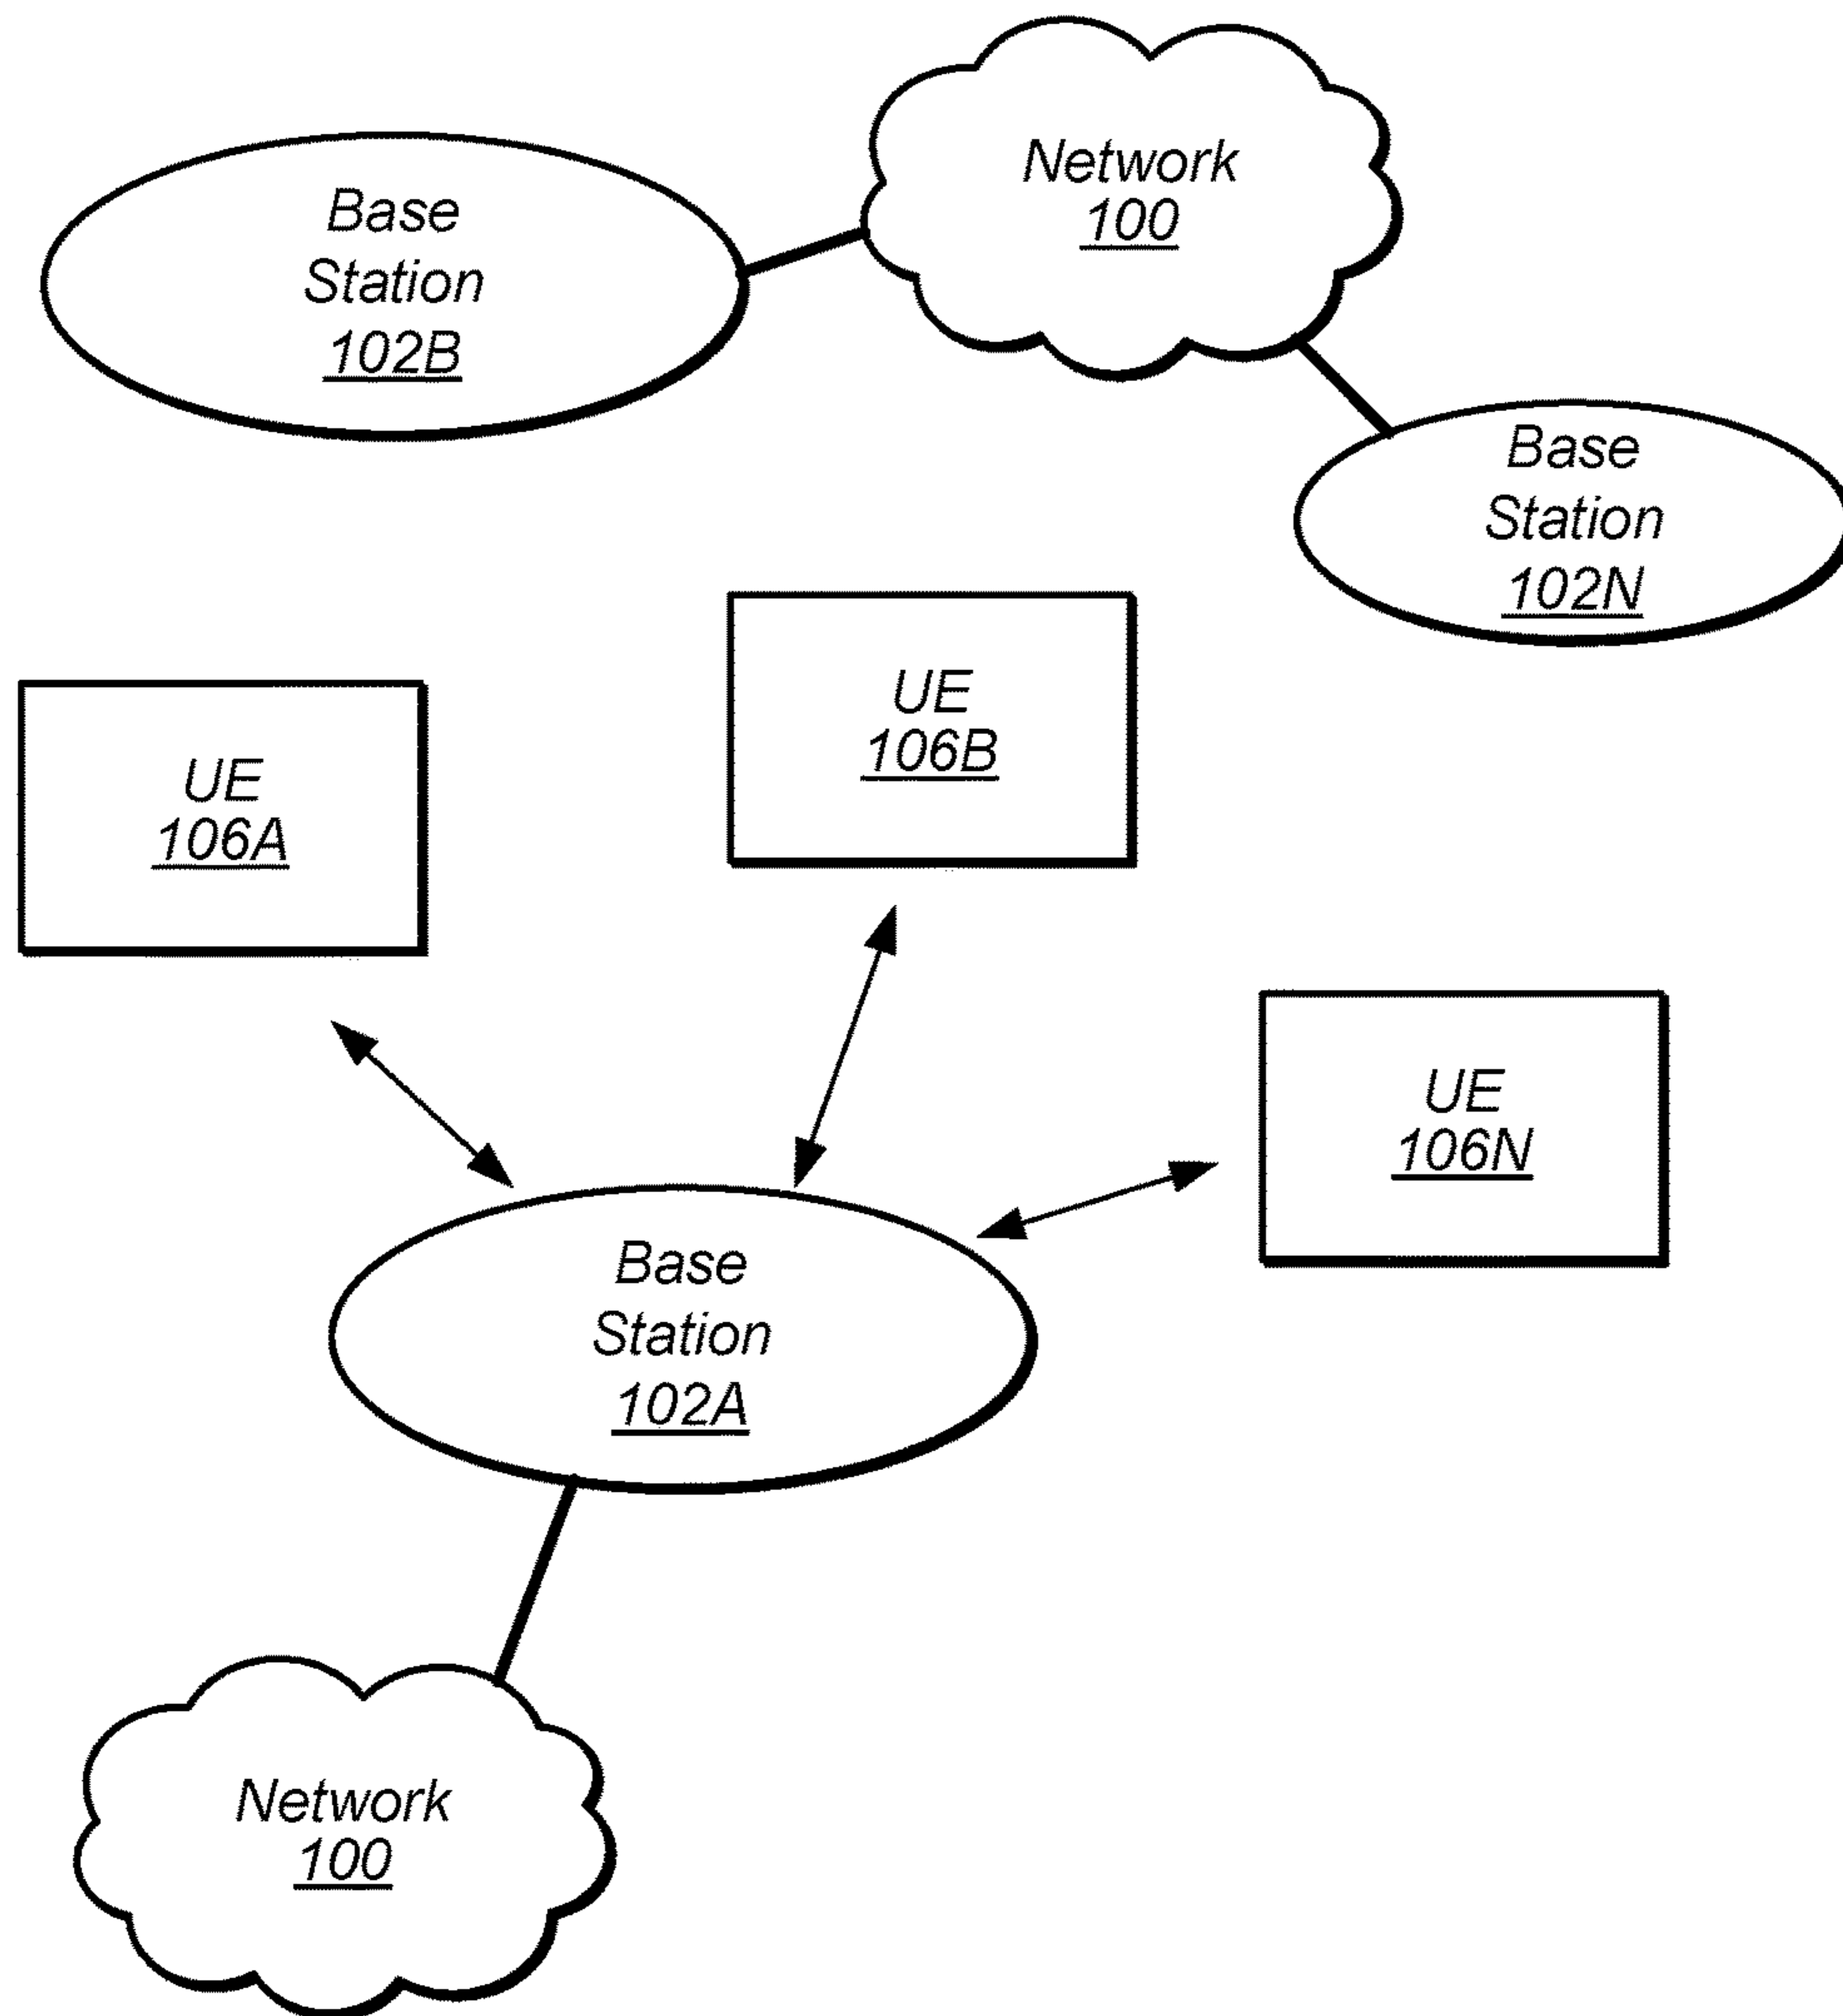 Network
100
Base
Station
102B
Base
Station
102N
UE
106B
UE
106A
UE
106N
Base
Station
102A
Network
100